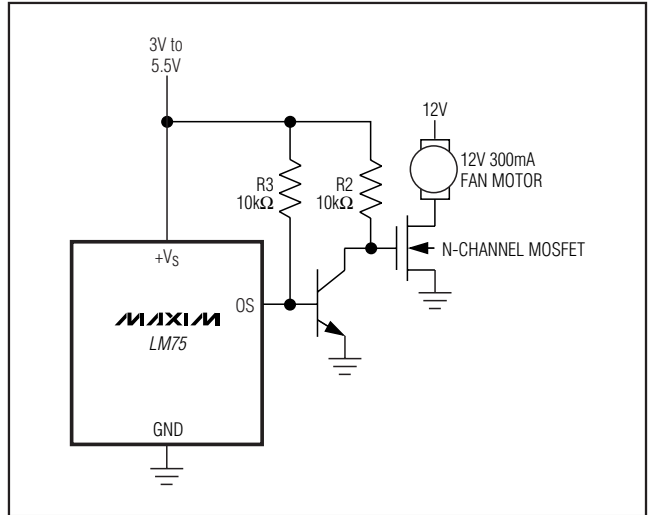 3V to
5.5V
12V
12V 300mA
FAN MOTOR
R3
10kΩ
R2
10kΩ
N-CHANNEL MOSFET
+VS
OS
MAXIM
LM75
GND